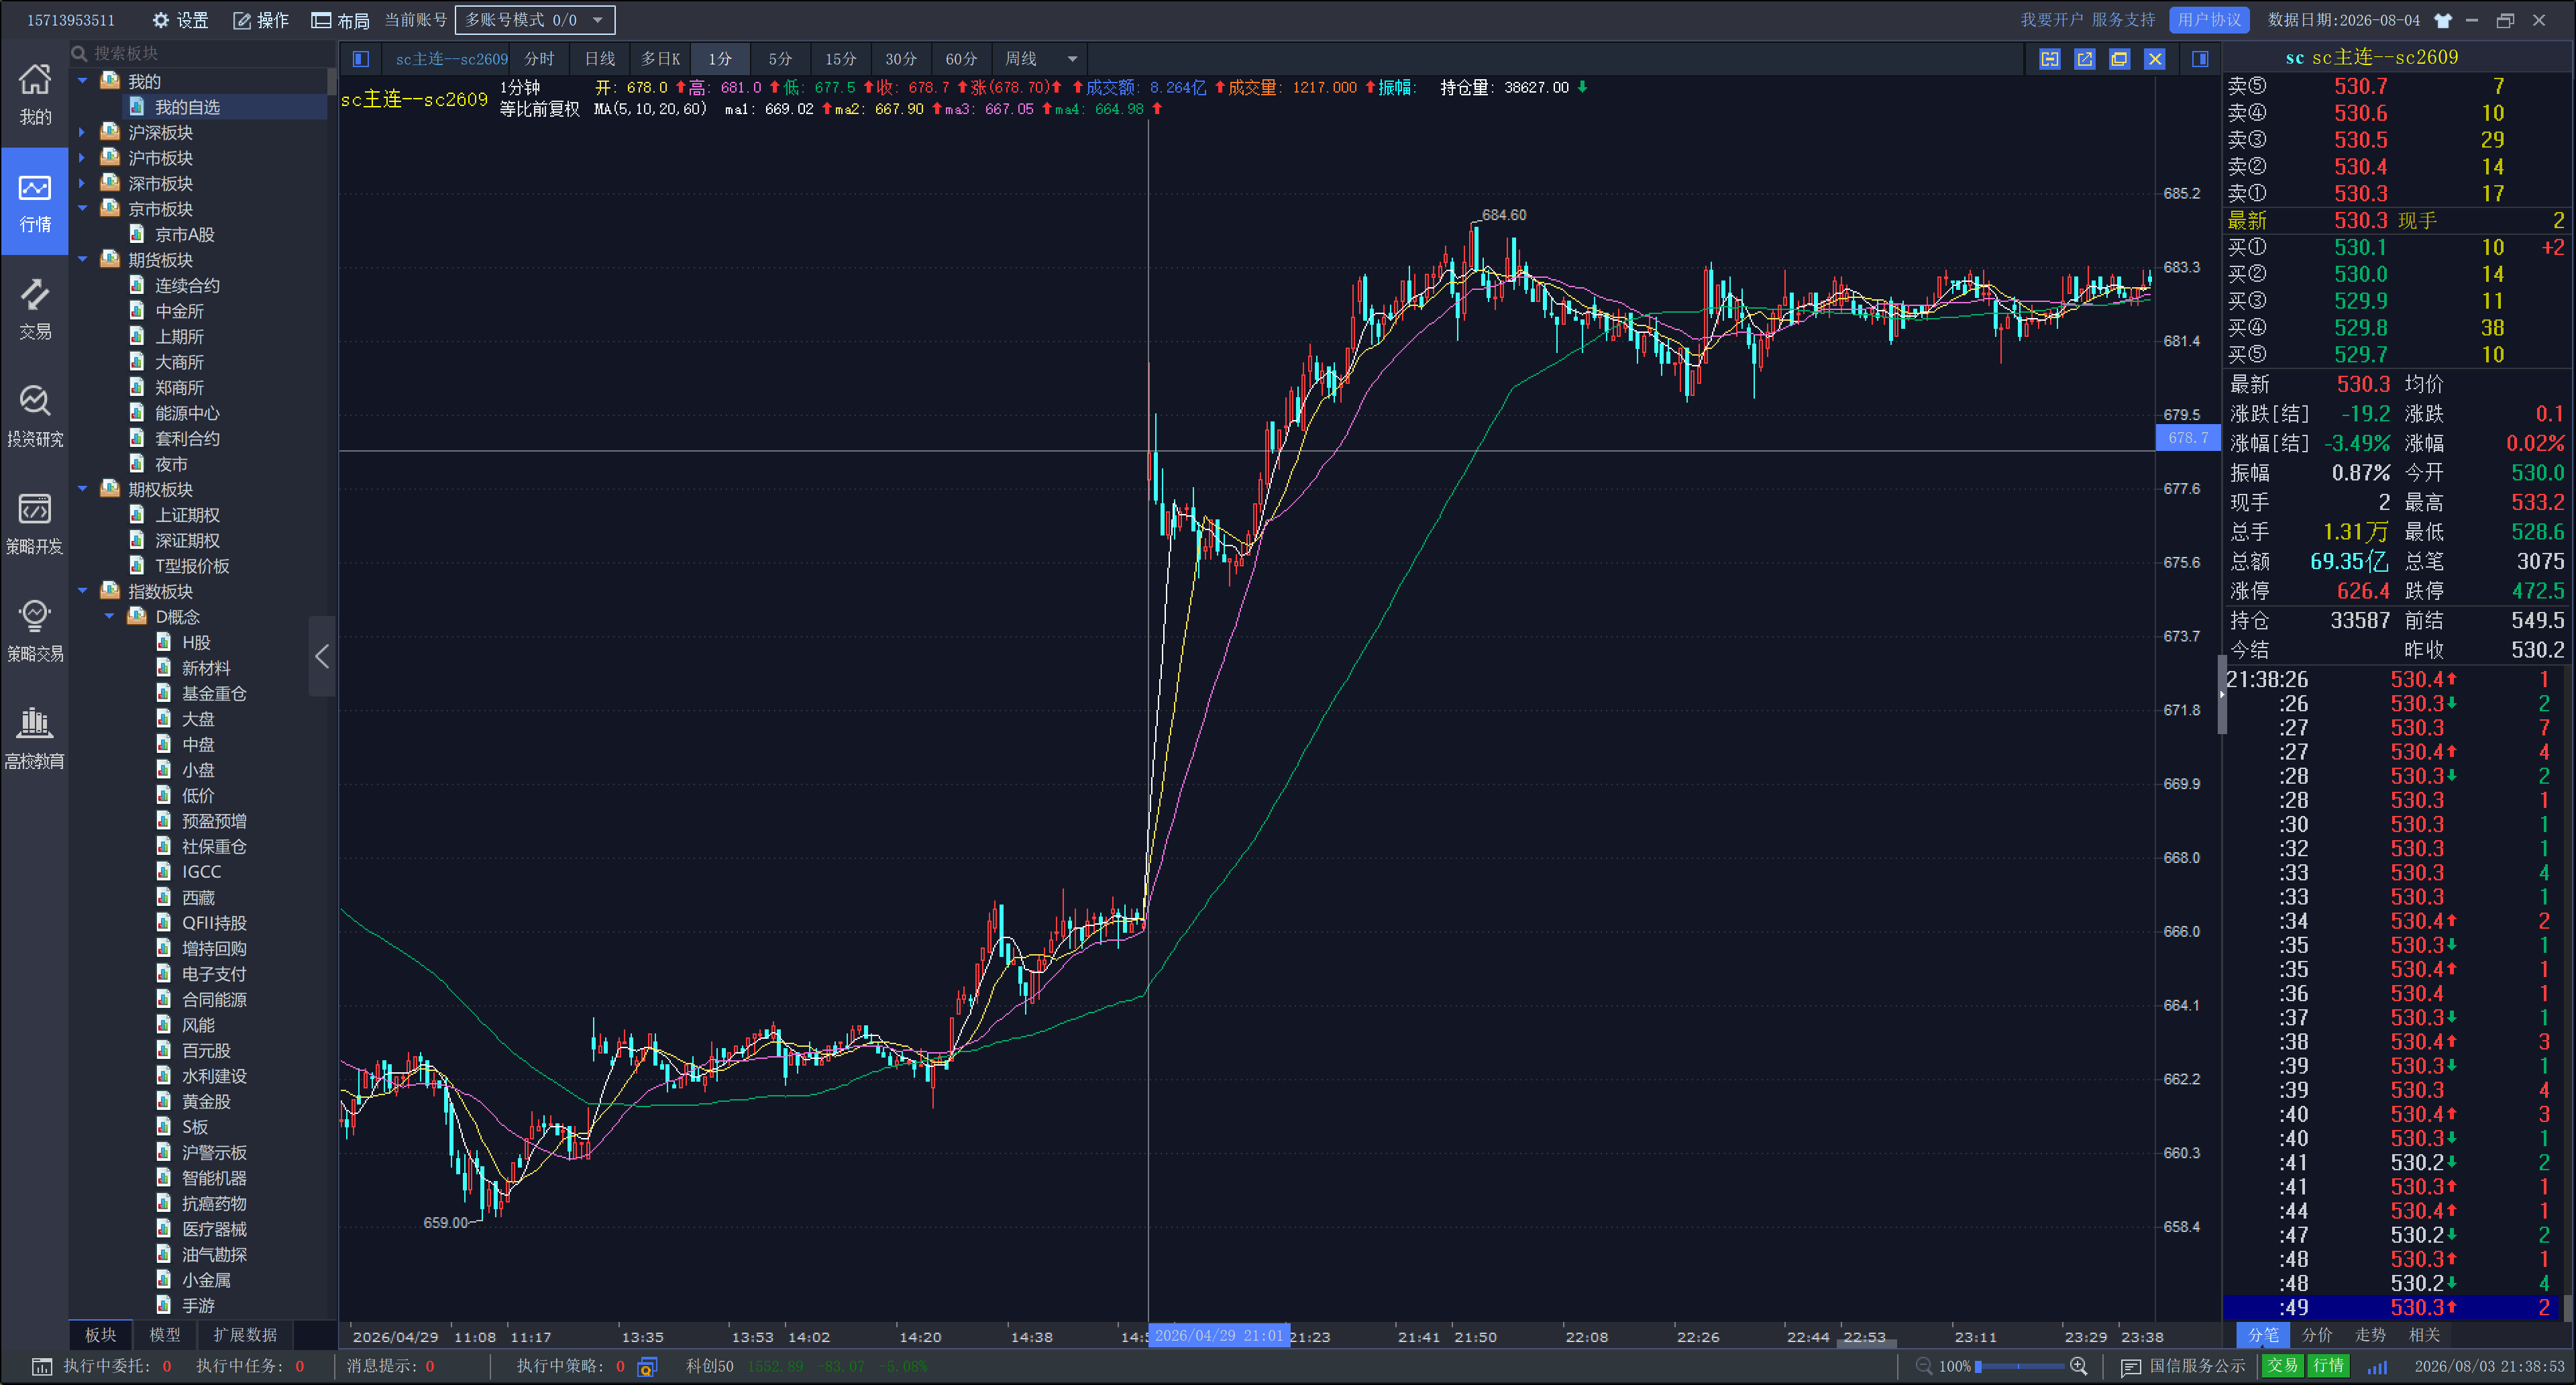 15713953511 设置 操作 布局 当前账号 多账号模式 0/0 我要开户 服务支持 用户协议 数据日期:2026-08-04
我的
行情
交易
投资研究
策略开发
策略交易
高校教育
搜索板块
我的
我的自选
沪深板块
沪市板块
深市板块
京市板块
京市A股
期货板块
连续合约
中金所
上期所
大商所
郑商所
能源中心
套利合约
夜市
期权板块
上证期权
深证期权
T型报价板
指数板块
D概念
H股
新材料
基金重仓
大盘
中盘
小盘
低价
预盈预增
社保重仓
IGCC
西藏
QFII持股
增持回购
电子支付
合同能源
风能
百元股
水利建设
黄金股
S板
沪警示板
智能机器
抗癌药物
医疗器械
油气勘探
小金属
手游
板块 模型 扩展数据
sc主连--sc2609 分时 日线 多日K 1分 5分 15分 30分 60分 周线
sc主连--sc2609
1分钟 开: 678.0 ↑高: 681.0 ↑低: 677.5 ↑收: 678.7 ↑涨(678.70)↑ ↑成交额: 8.264亿 ↑成交量: 1217.000 ↑振幅: 持仓量: 38627.00 ↓
等比前复权 MA(5,10,20,60) ma1: 669.02 ↑ma2: 667.90 ↑ma3: 667.05 ↑ma4: 664.98 ↑
684.60
659.00
685.2
683.3
681.4
679.5
678.7
677.6
675.6
673.7
671.8
669.9
668.0
666.0
664.1
662.2
660.3
658.4
2026/04/29 11:08 11:17 13:35 13:53 14:02 14:20 14:38 2026/04/29 21:01 21:23 21:41 21:50 22:08 22:26 22:44 22:53 23:11 23:29 23:38
sc sc主连--sc2609
卖⑤ 530.7 7
卖④ 530.6 10
卖③ 530.5 29
卖② 530.4 14
卖① 530.3 17
最新 530.3 现手 2
买① 530.1 10 +2
买② 530.0 14
买③ 529.9 11
买④ 529.8 38
买⑤ 529.7 10
最新 530.3 均价
涨跌[结] -19.2 涨跌 0.1
涨幅[结] -3.49% 涨幅 0.02%
振幅 0.87% 今开 530.0
现手 2 最高 533.2
总手 1.31万 最低 528.6
总额 69.35亿 总笔 3075
涨停 626.4 跌停 472.5
持仓 33587 前结 549.5
今结 昨收 530.2
21:38:26 530.4↑ 1
:26 530.3↓ 2
:27 530.3 7
:27 530.4↑ 4
:28 530.3↓ 2
:28 530.3 1
:30 530.3 1
:32 530.3 1
:33 530.3 4
:33 530.3 1
:34 530.4↑ 2
:35 530.3↓ 1
:35 530.4↑ 1
:36 530.4 1
:37 530.3↓ 1
:38 530.4↑ 3
:39 530.3↓ 1
:39 530.3 4
:40 530.4↑ 3
:40 530.3↓ 1
:41 530.2↓ 2
:41 530.3↑ 1
:44 530.4↑ 1
:47 530.2↓ 2
:48 530.3↑ 1
:48 530.2↓ 4
:49 530.3↑ 2
分笔 分价 走势 相关
执行中委托: 0 执行中任务: 0 消息提示: 0 执行中策略: 0 科创50 1552.89 -83.07 -5.08% 100% 国信服务公示 交易 行情 2026/08/03 21:38:53